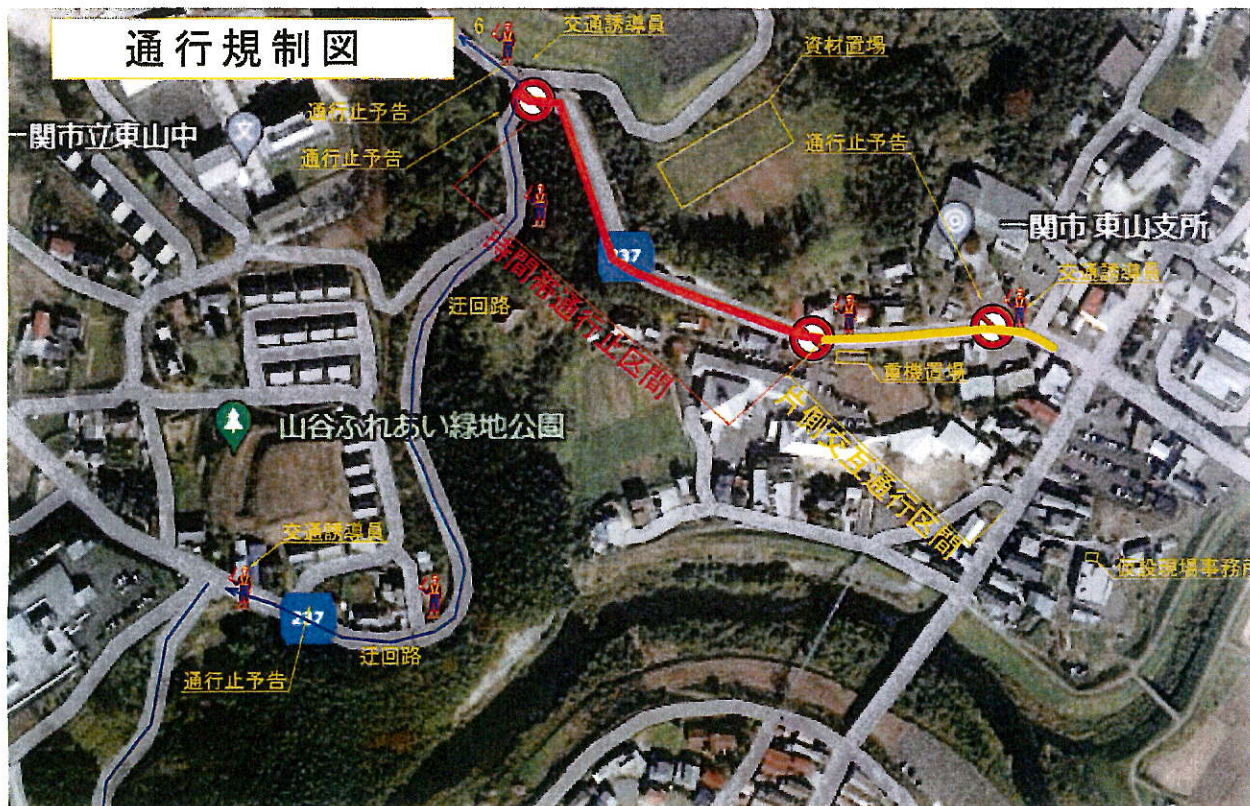 通行規制図
6
交通誘導員
資材置場
通行止予告
一関市立東山中
通行止予告
通行止予告
一関市 東山支所
237
交通誘導員
時間帯通行止区間
迂回路
重機置場
山谷ふれあい緑地公園
片側交互通行区間
交通誘導員
仮設現場事務所
237
迂回路
通行止予告